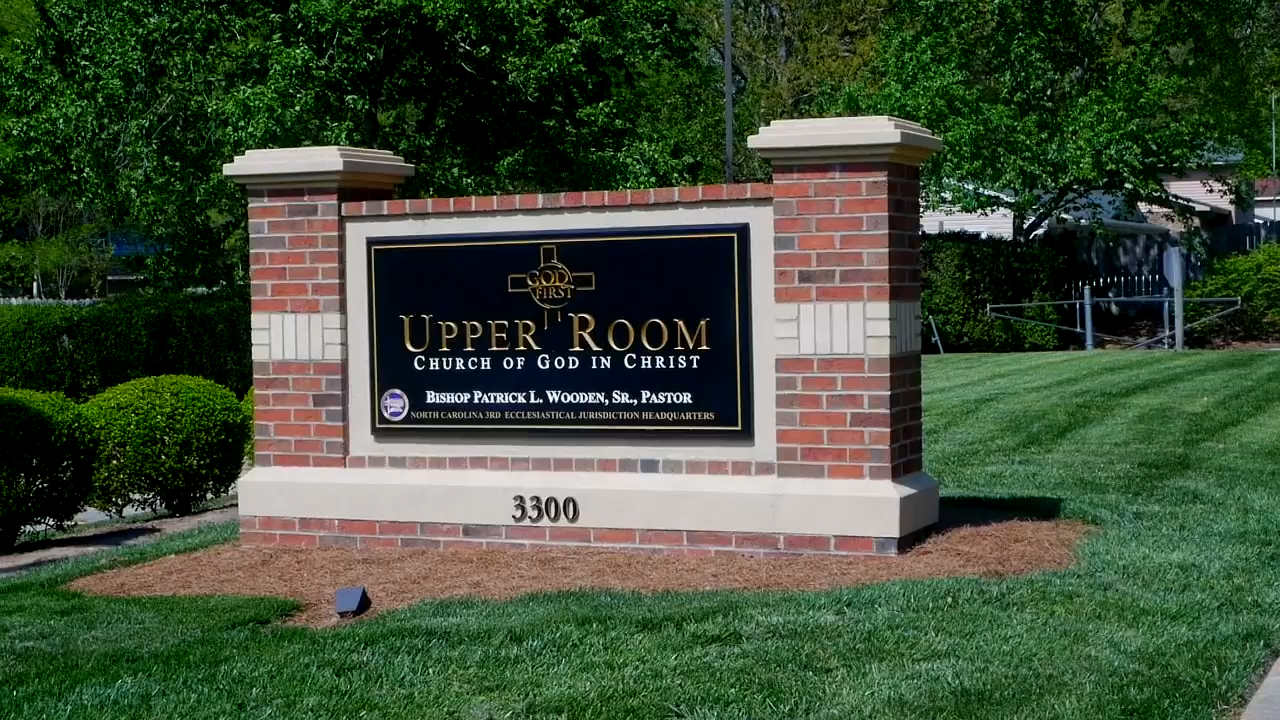 GOD
FIRST
UPPER ROOM
CHURCH OF GOD IN CHRIST
BISHOP PATRICK L. WOODEN, SR., PASTOR
NORTH CAROLINA 3RD ECCLESIASTICAL JURISDICTION HEADQUARTERS
3300